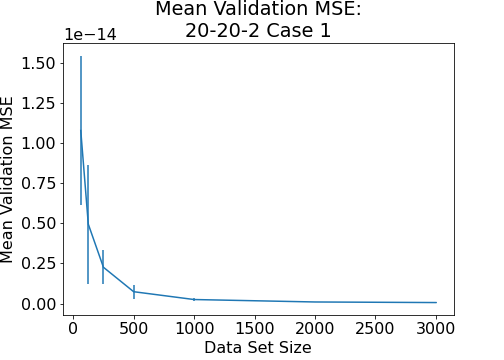 Mean Validation MSE:
20-20-2 Case 1
1e−14
1.50
1.25
1.00
0.75
0.50
0.25
0.00
Mean Validation MSE
0 500 1000 1500 2000 2500 3000
Data Set Size